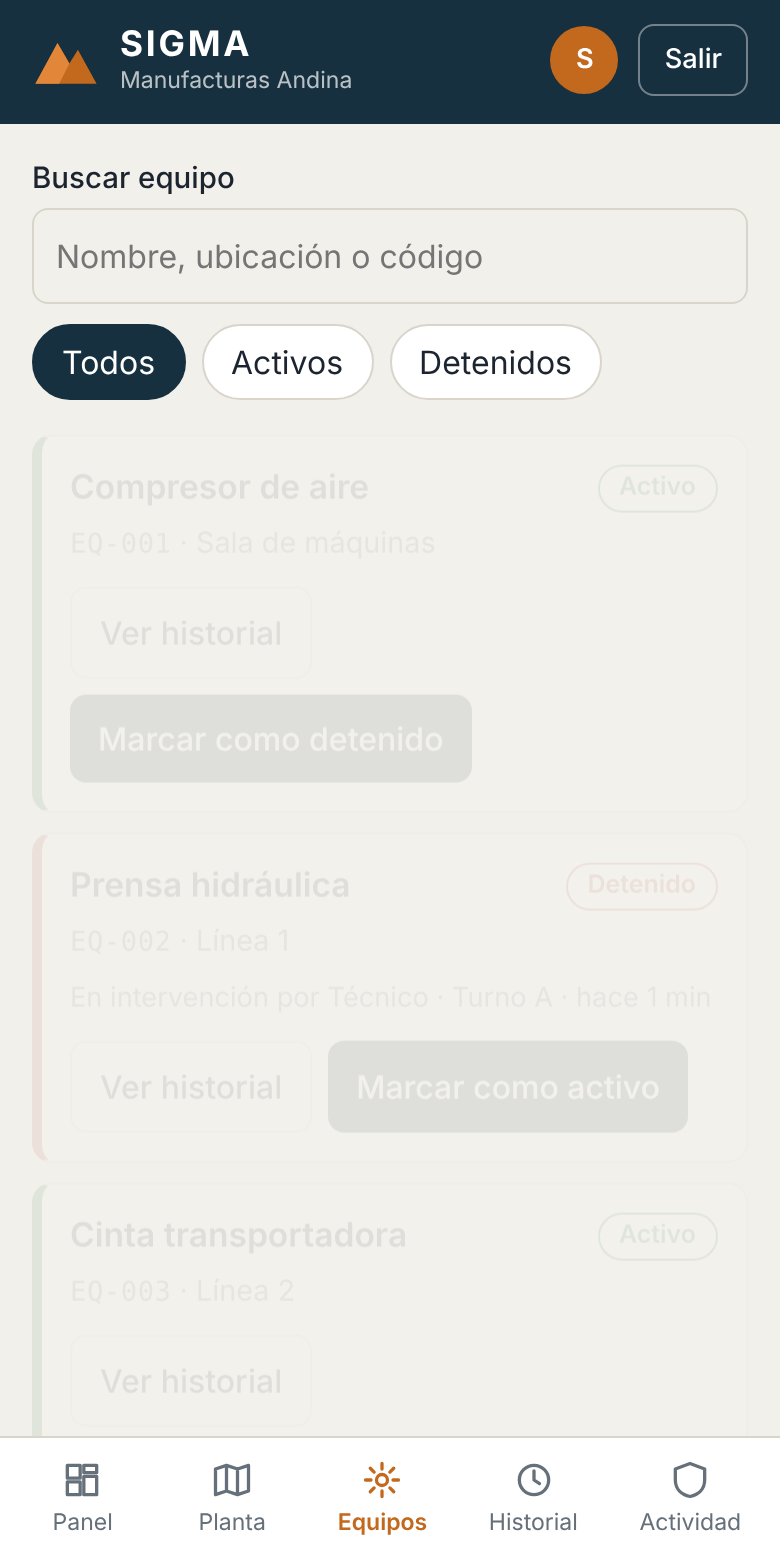 SIGMA
Manufacturas Andina
S
Salir
Buscar equipo
Nombre, ubicación o código
Todos
Activos
Detenidos
Compresor de aire
Activo
EQ-001 · Sala de máquinas
Ver historial
Marcar como detenido
Prensa hidráulica
Detenido
EQ-002 · Línea 1
En intervención por Técnico · Turno A · hace 1 min
Ver historial
Marcar como activo
Cinta transportadora
Activo
EQ-003 · Línea 2
Ver historial
Panel
Planta
Equipos
Historial
Actividad